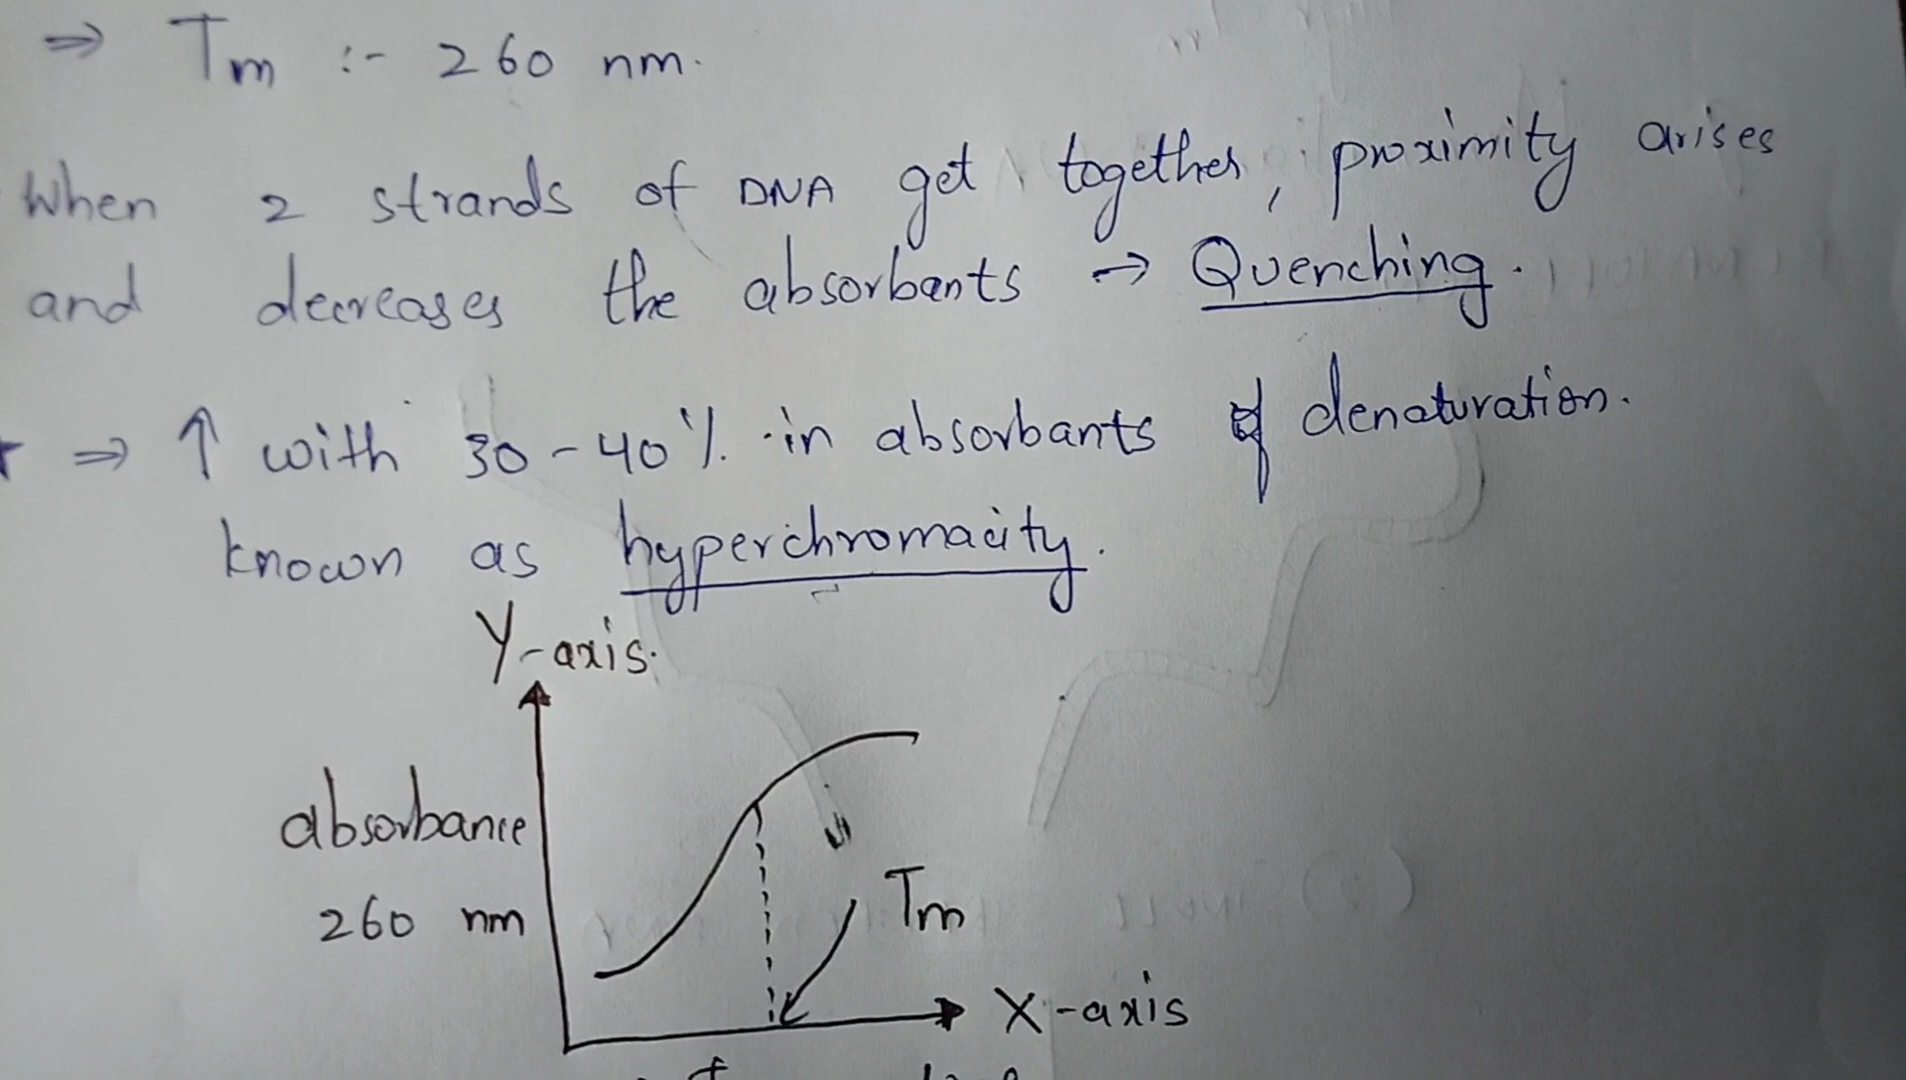 ⇒ Tm :- 260 nm.
When 2 strands of DNA get together, proximity arises
and decreases the absorbants → Quenching.
* ⇒ ↑ with 30-40% in absorbants of denaturation.
known as hyperchromacity.
Y-axis.
absorbance
260 nm
Tm
X-axis